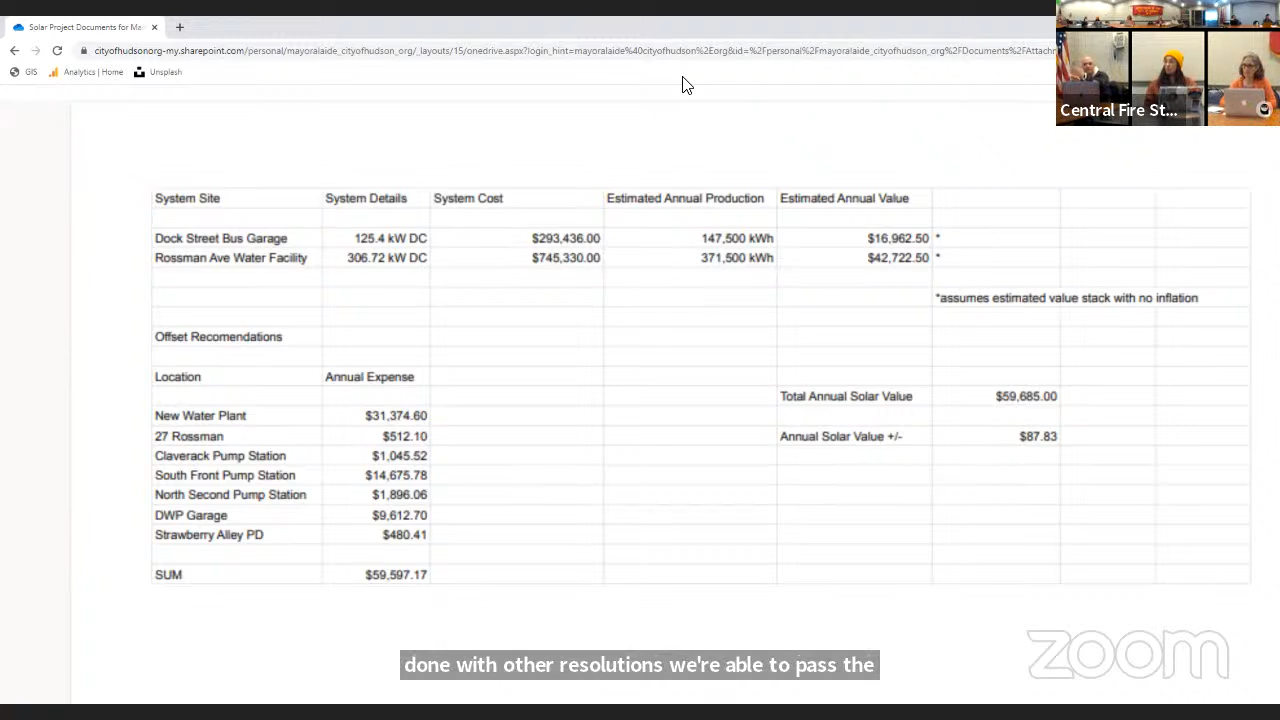 Solar Project Documents for Ma
cityofhudsonorg-my.sharepoint.com/personal/mayoralaide_cityofhudson_org/_layouts/15/onedrive.aspx?login_hint=mayoralaide%40cityofhudson%2Eorg&id=%2Fpersonal%2Fmayoralaide_cityofhudson_org%2FDocuments%2FAttachm
GIS Analytics | Home Unsplash
Central Fire St...
System Site System Details System Cost Estimated Annual Production Estimated Annual Value
Dock Street Bus Garage 125.4 kW DC $293,436.00 147,500 kWh $16,962.50 *
Rossman Ave Water Facility 306.72 kW DC $745,330.00 371,500 kWh $42,722.50 *
*assumes estimated value stack with no inflation
Offset Recomendations
Location Annual Expense
Total Annual Solar Value $59,685.00
New Water Plant $31,374.60
27 Rossman $512.10 Annual Solar Value +/- $87.83
Claverack Pump Station $1,045.52
South Front Pump Station $14,675.78
North Second Pump Station $1,896.06
DWP Garage $9,612.70
Strawberry Alley PD $480.41
SUM $59,597.17
done with other resolutions we're able to pass the
zoom